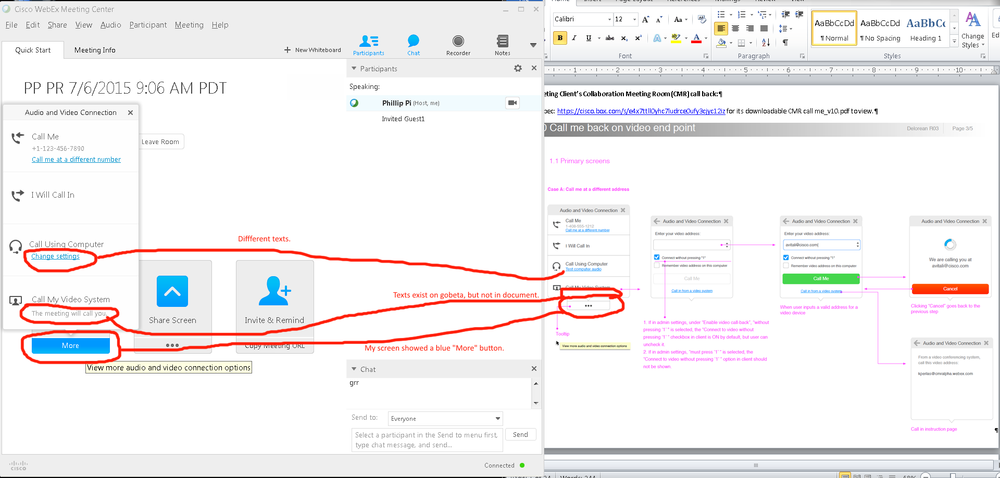 Cisco WebEx Meeting Center
File Edit Share View Audio Participant Meeting Help
Quick Start
Meeting Info
New Whiteboard
Participants
Chat
Recorder
Notes
PP PR 7/6/2015 9:06 AM PDT
Audio and Video Connection
Call Me
+1-123-456-7890
Call me at a different number
Leave Room
I Will Call In
Call Using Computer
Change settings
Call My Video System
The meeting will call you.
More
View more audio and video connection options
Share Screen
Invite & Remind
Copy Meeting URL
Diffferent texts.
Texts exist on gobeta, but not in document.
My screen showed a blue "More" button.
Participants
Speaking:
Phillip Pi (Host, me)
Invited Guest1
Chat
grr
Send to:
Everyone
Select a participant in the Send to menu first,
type chat message, and send...
Send
Connected
cisco
Calibri
12
Font
Paragraph
AaBbCcDd
¶ Normal
AaBbCcDd
¶ No Spacing
AaBbCc
Heading 1
Change
Styles
Styles
Ed
1 2 3 4 5 6 7 8 9 10
eting Client's Collaboration Meeting Room (CMR) call back:¶
pec: https://cisco.box.com/s/e4x7ttll0yhc7ludrce0ufy3cjyc12iz for its downloadable CMR call me_v10.pdf to view. ¶
0 Call me back on video end point
Delorean R03
Page 3/5
1.1 Primary screens
Case A: Call me at a different address
Audio and Video Connection
Call Me
1-408-555-1212
Call me at a different number
I Will Call In
Call Using Computer
Test computer audio
Call My Video System
Tooltip
View more audio and video connection options
Audio and Video Connection
Enter your video address:
Connect without pressing "1"
Remember video address on this computer
Call Me
Call in from a video system
1. If in admin settings, under "Enable video call-back", "without
pressing '1' " is selected, the "Connect to video without
pressing '1' " checkbox in client is ON by default, but user can
uncheck it.
2. If in admin settings, "must press '1' " is selected, the
"Connect to video without pressing '1' " option in client should
not be shown.
Audio and Video Connection
Enter your video address:
avitali@cisco.com
Connect without pressing "1"
Remember video address on this computer
Call Me
Call in from a video system
When user inputs a valid address for a
video device
Audio and Video Connection
We are calling you at
avitali@cisco.com
Cancel
Clicking "Cancel" goes back to the
previous step
Audio and Video Connection
From a video conferencing system,
call this video address:
kperlas@cmralpha.webex.com
Call in instruction page